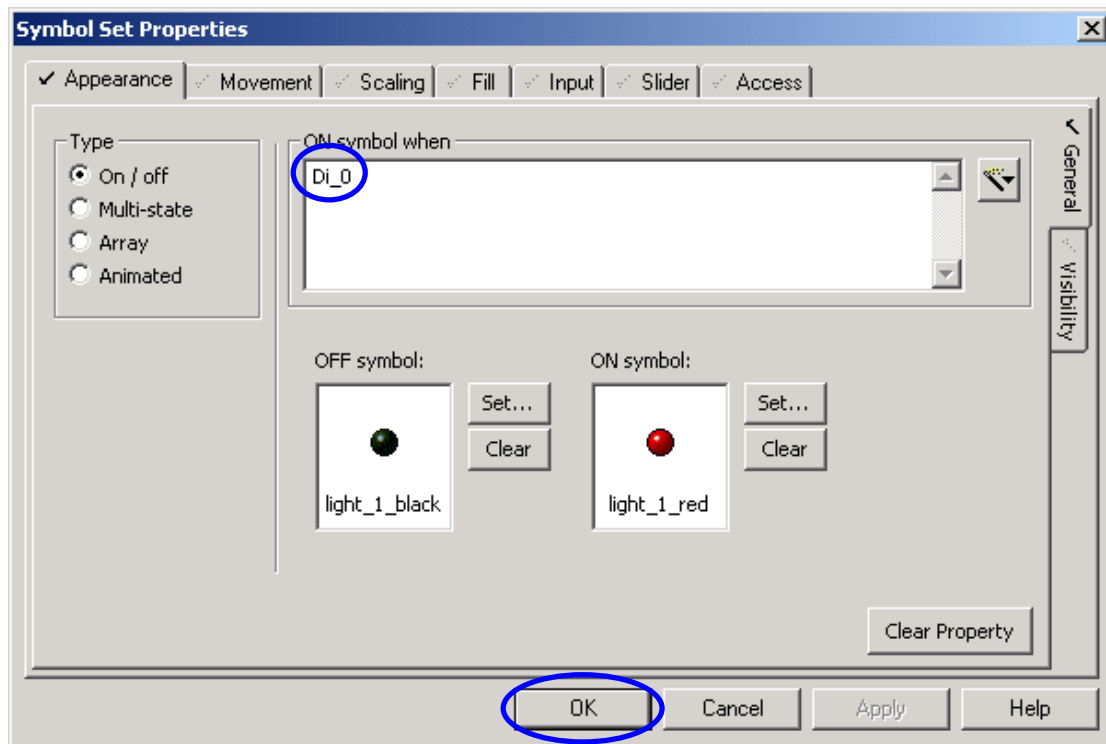 Symbol Set Properties
Appearance Movement Scaling Fill Input Slider Access
General
Visibility
Type
On / off
Multi-state
Array
Animated
ON symbol when
Di_0
OFF symbol:
light_1_black
Set...
Clear
ON symbol:
light_1_red
Set...
Clear
Clear Property
OK Cancel Apply Help